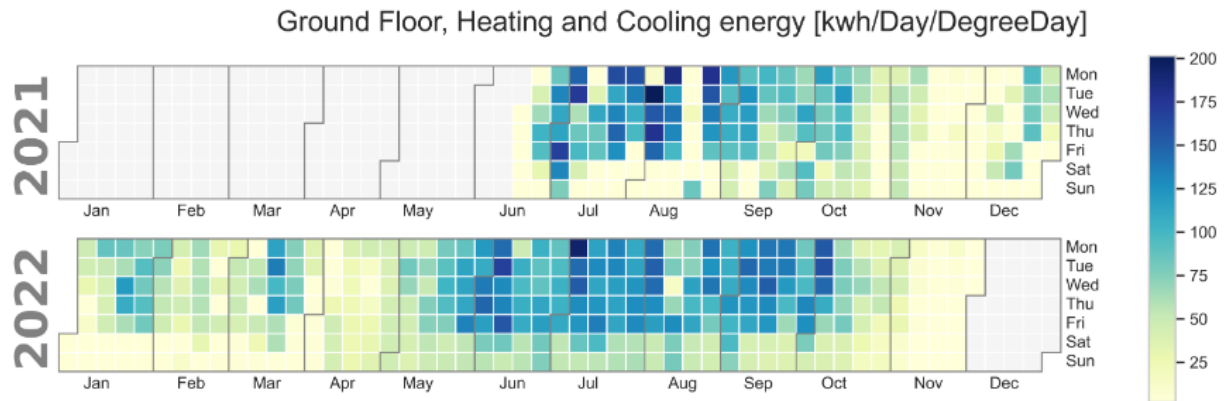 Ground Floor, Heating and Cooling energy [kwh/Day/DegreeDay]
2021
Mon
Tue
Wed
Thu
Fri
Sat
Sun
Jan Feb Mar Apr May Jun Jul Aug Sep Oct Nov Dec
2022
Mon
Tue
Wed
Thu
Fri
Sat
Sun
Jan Feb Mar Apr May Jun Jul Aug Sep Oct Nov Dec
200
175
150
125
100
75
50
25